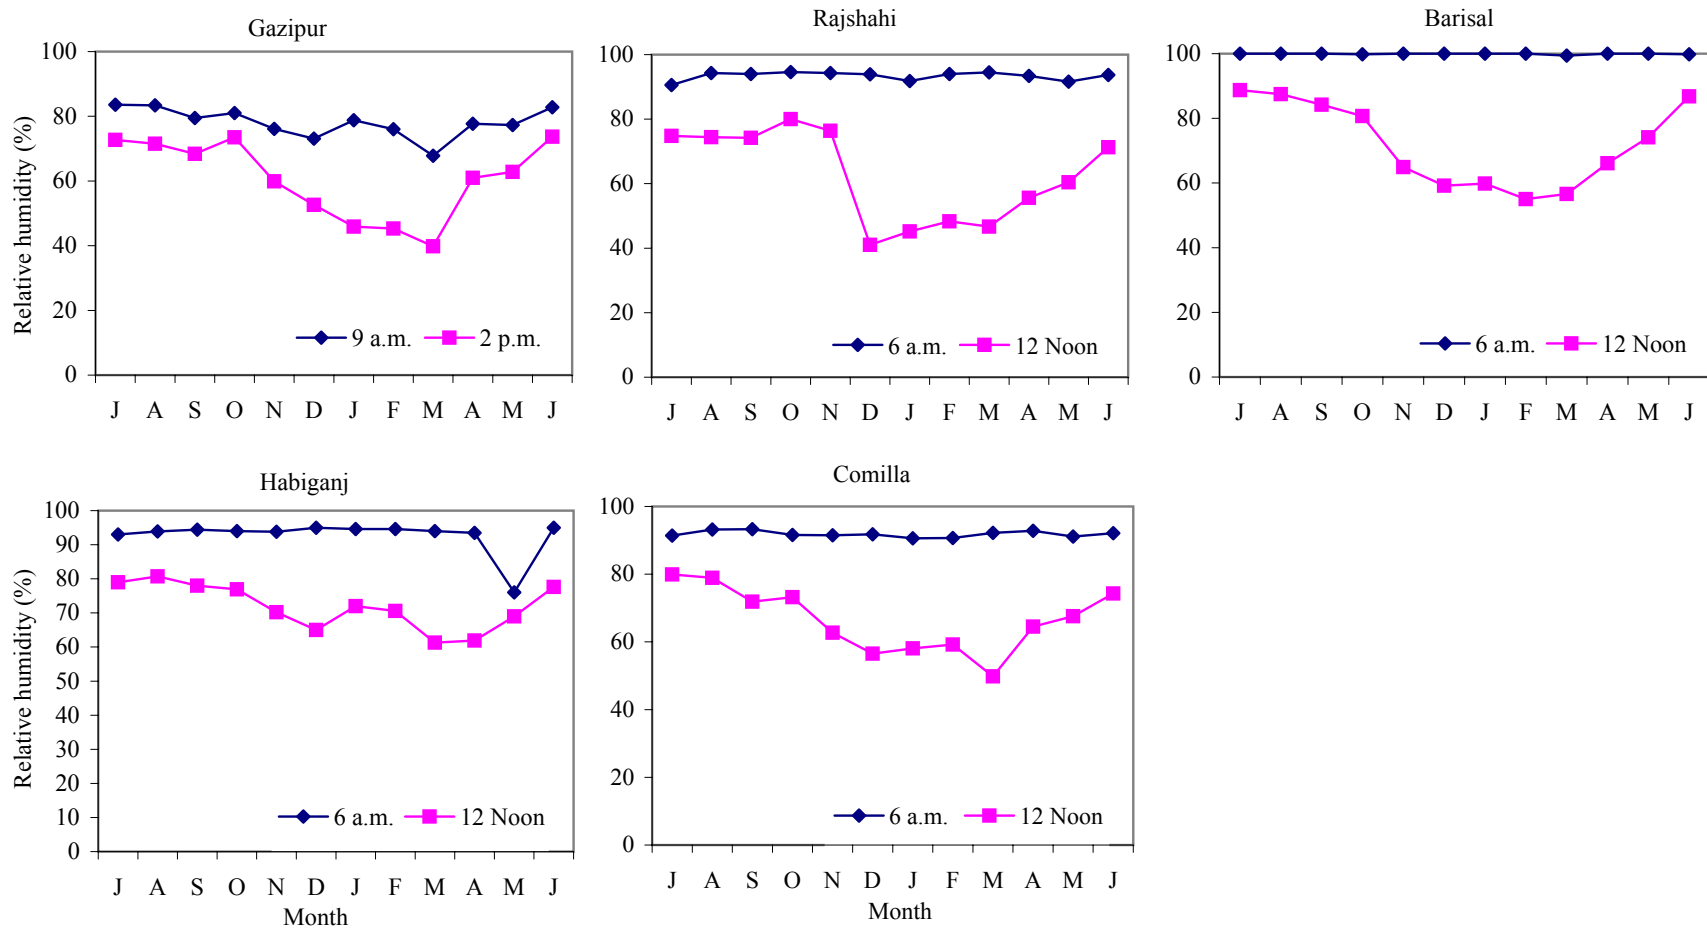 Gazipur
Relative humidity (%)
100
80
60
40
20
0
9 a.m. 2 p.m.
J A S O N D J F M A M J
Rajshahi
100
80
60
40
20
0
6 a.m. 12 Noon
J A S O N D J F M A M J
Barisal
100
80
60
40
20
0
6 a.m. 12 Noon
J A S O N D J F M A M J
Habiganj
Relative humidity (%)
100
90
80
70
60
50
40
30
20
10
0
6 a.m. 12 Noon
J A S O N D J F M A M J
Month
Comilla
100
80
60
40
20
0
6 a.m. 12 Noon
J A S O N D J F M A M J
Month